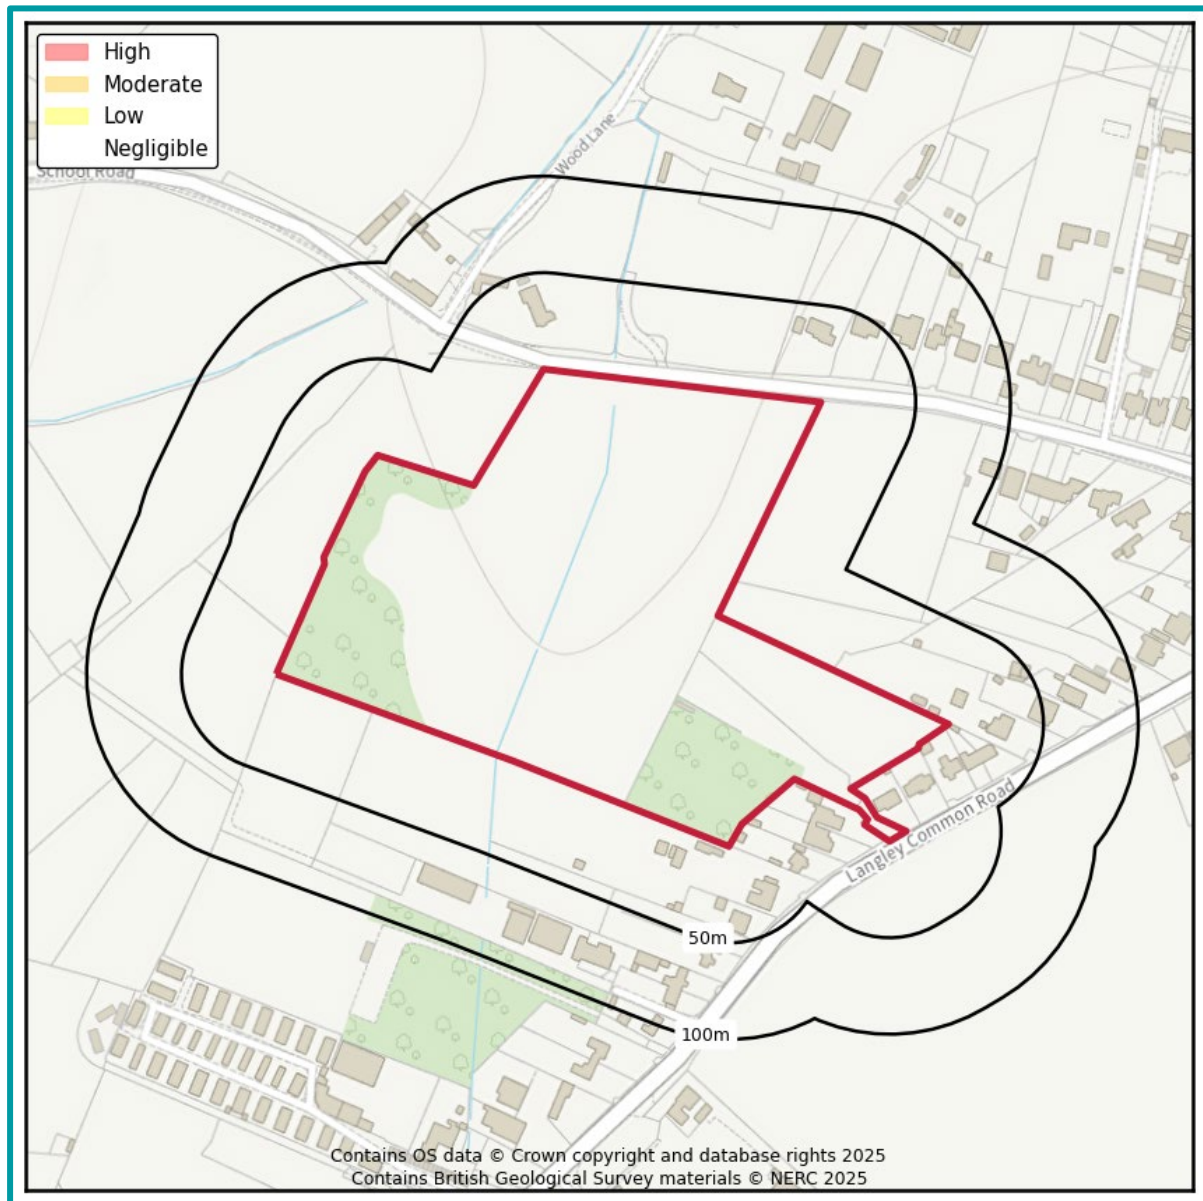 High
Moderate
Low
Negligible
School Road
Wood Lane
Langley Common Road
50m
100m
Contains OS data © Crown copyright and database rights 2025
Contains British Geological Survey materials © NERC 2025